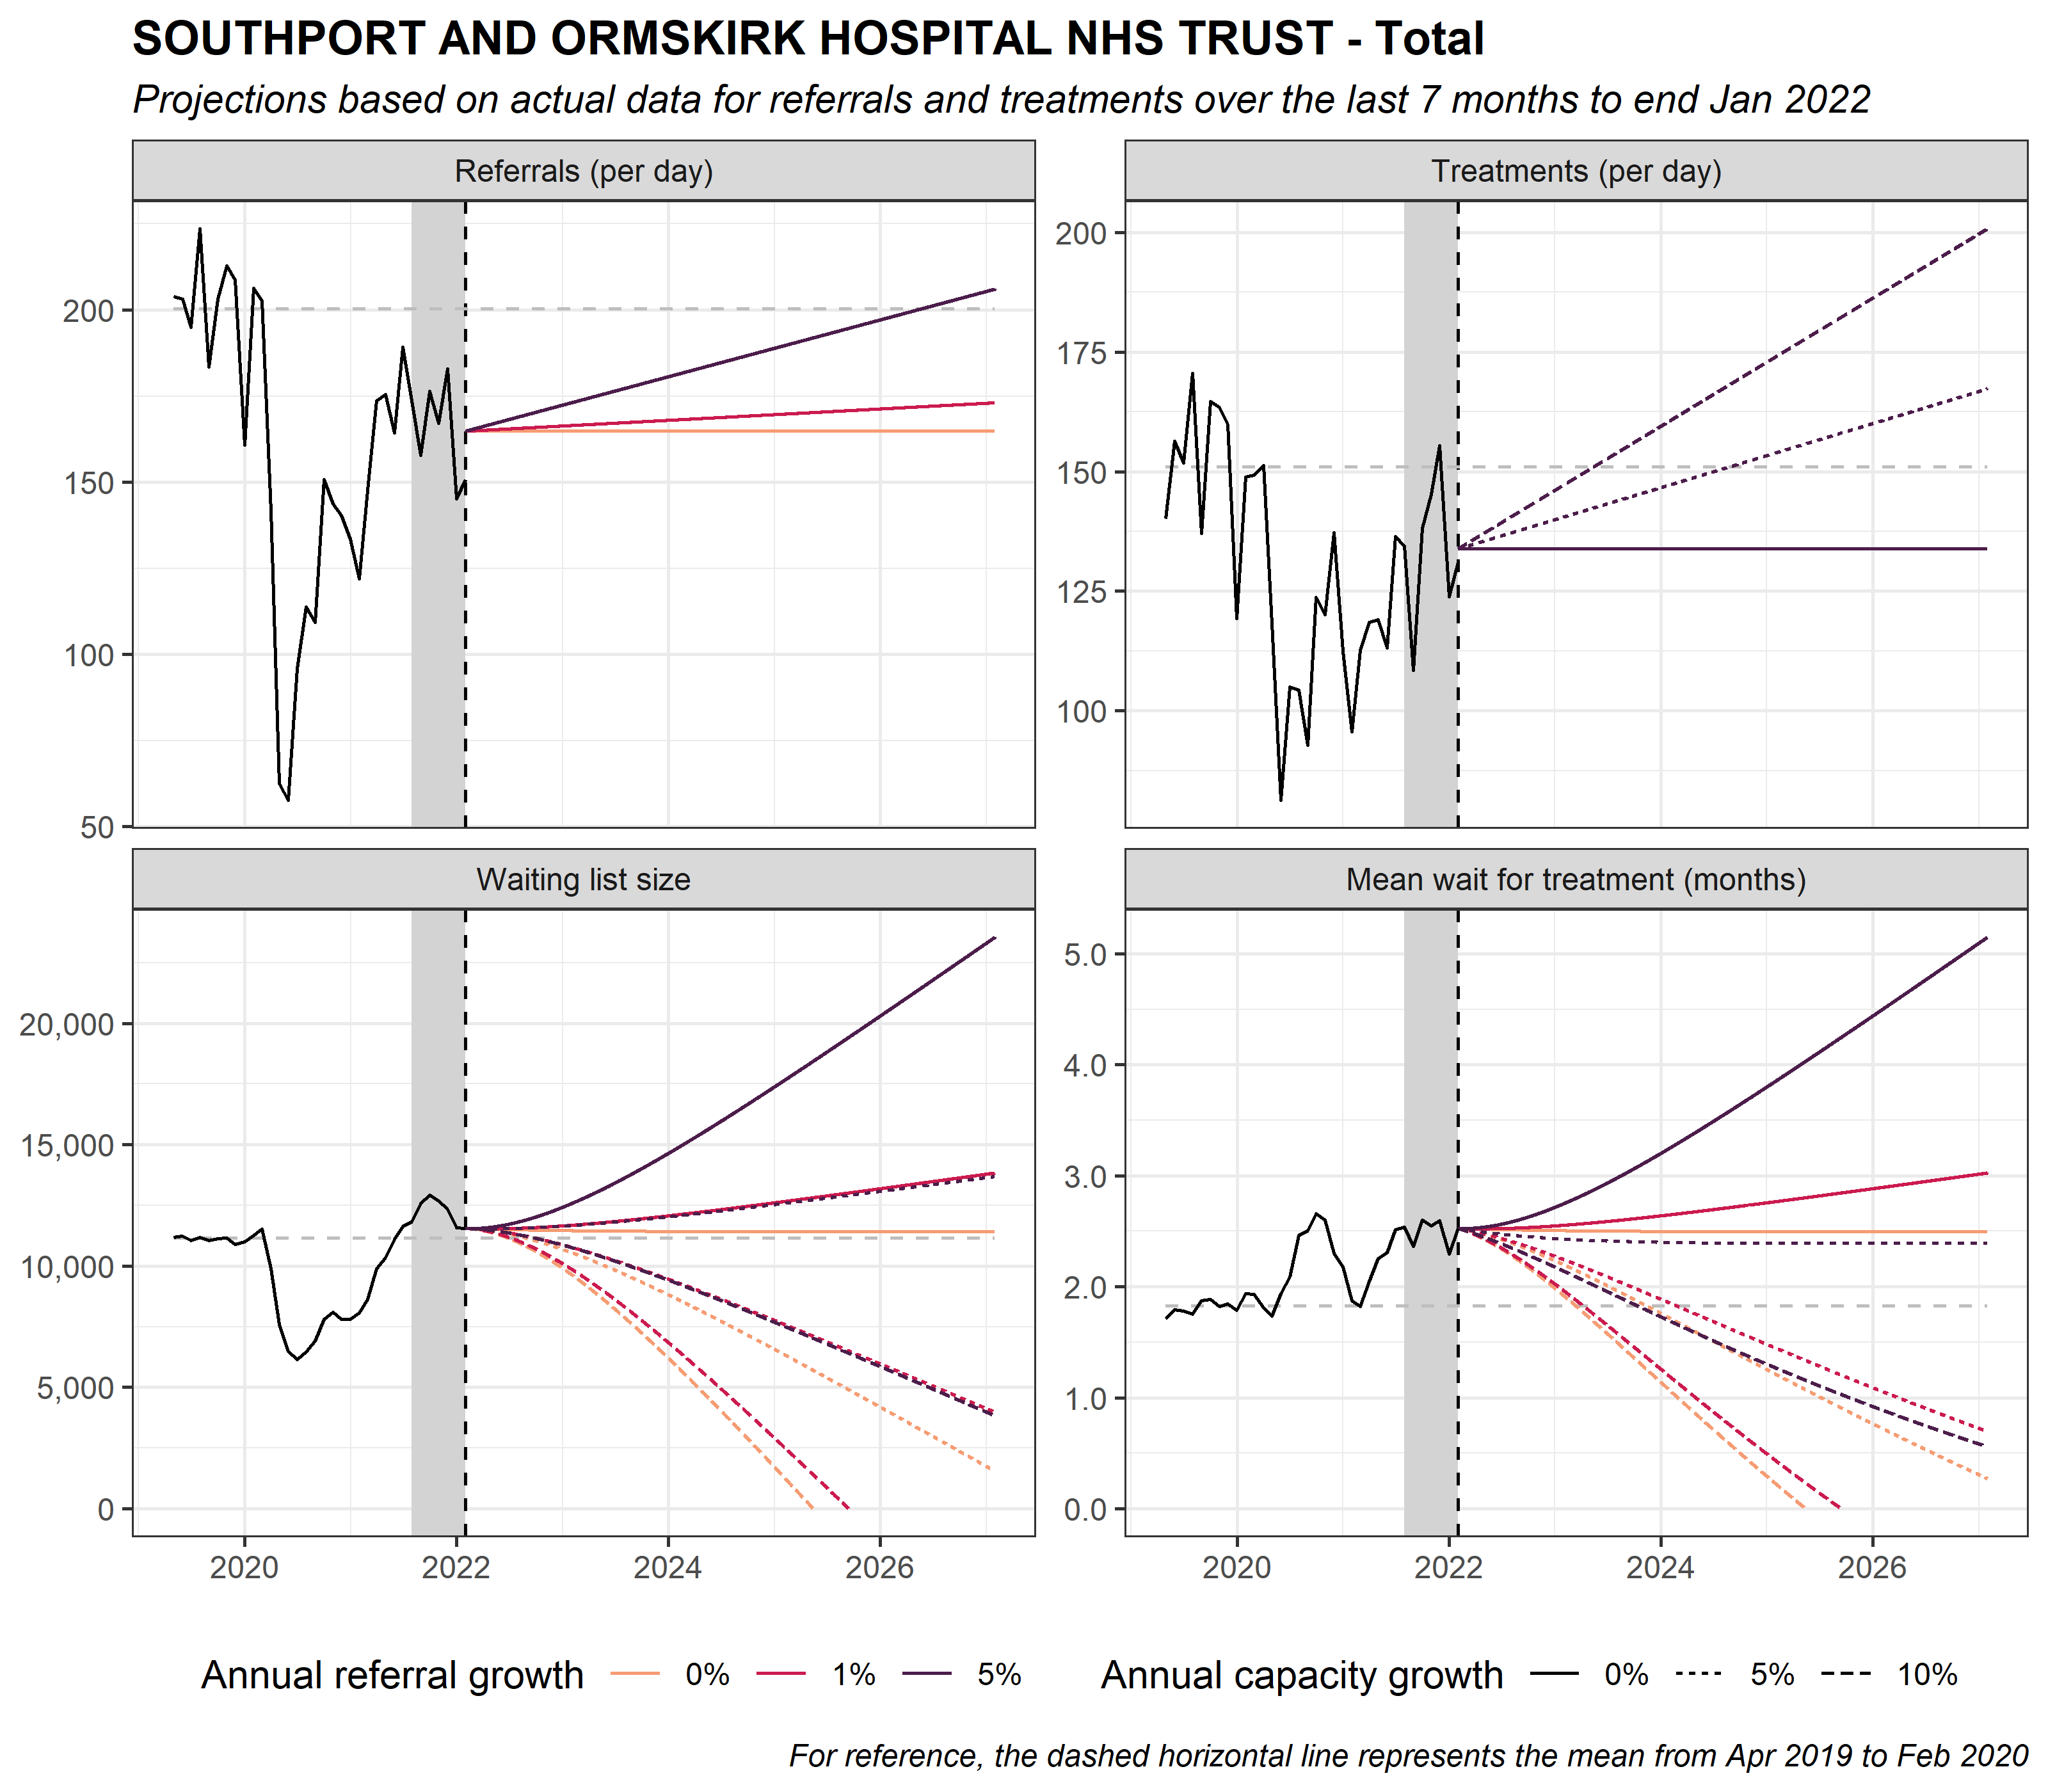 SOUTHPORT AND ORMSKIRK HOSPITAL NHS TRUST - Total
Projections based on actual data for referrals and treatments over the last 7 months to end Jan 2022
Referrals (per day)
200
150
100
50
Treatments (per day)
200
175
150
125
100
Waiting list size
20,000
15,000
10,000
5,000
0
2020 2022 2024 2026
Mean wait for treatment (months)
5.0
4.0
3.0
2.0
1.0
0.0
2020 2022 2024 2026
Annual referral growth 0% 1% 5%
Annual capacity growth 0% 5% 10%
For reference, the dashed horizontal line represents the mean from Apr 2019 to Feb 2020